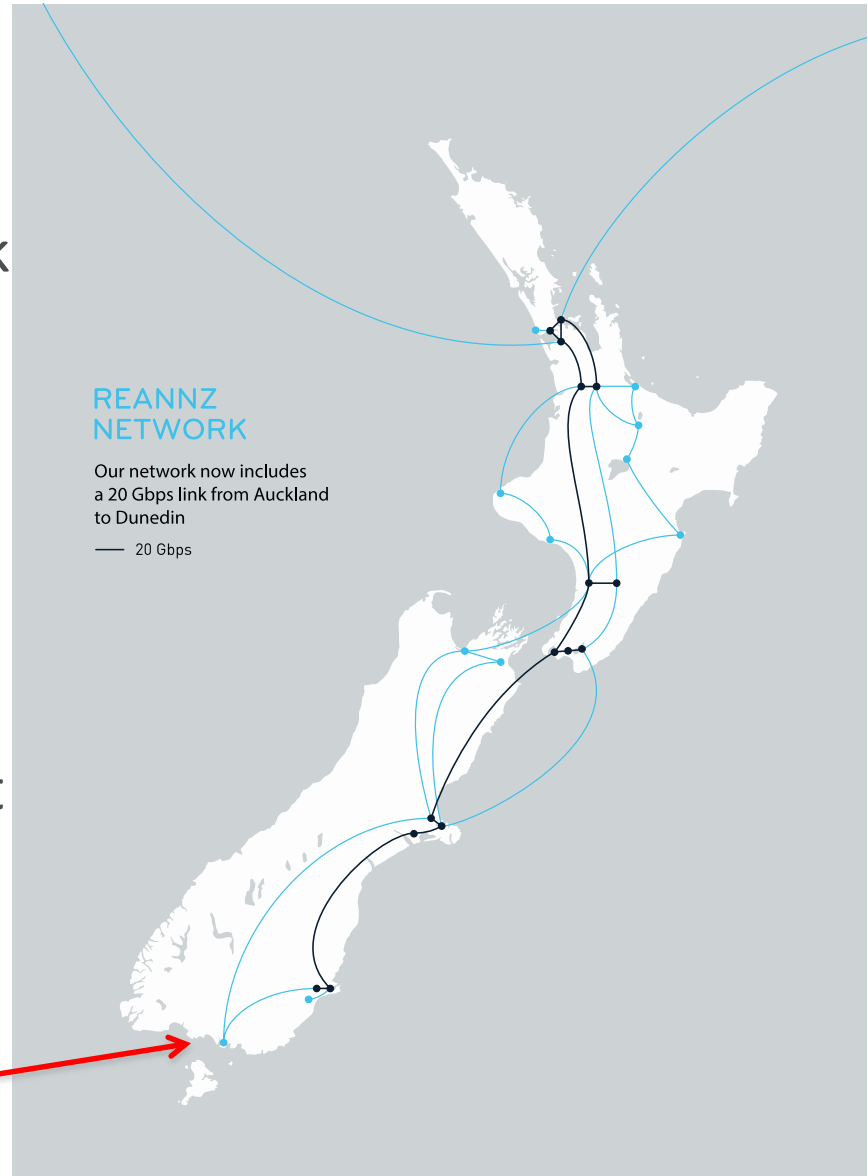 REANNZ
NETWORK
Our network now includes
a 20 Gbps link from Auckland
to Dunedin
20 Gbps